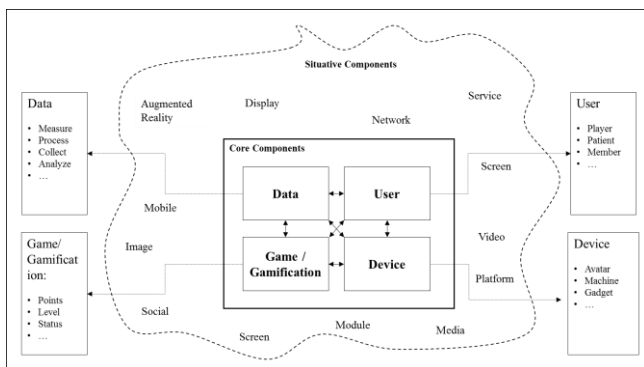 Situative Components
Service
Data
• Measure
• Process
• Collect
• Analyze
• …
Augmented
Reality
Display
Network
User
• Player
• Patient
• Member
• …
Core Components
Data
User
Game /
Gamification
Device
Screen
Mobile
Image
Video
Platform
Social
Screen
Module
Media
Game/
Gamificat
ion:
• Points
• Level
• Status
• …
Device
• Avatar
• Machine
• Gadget
• …